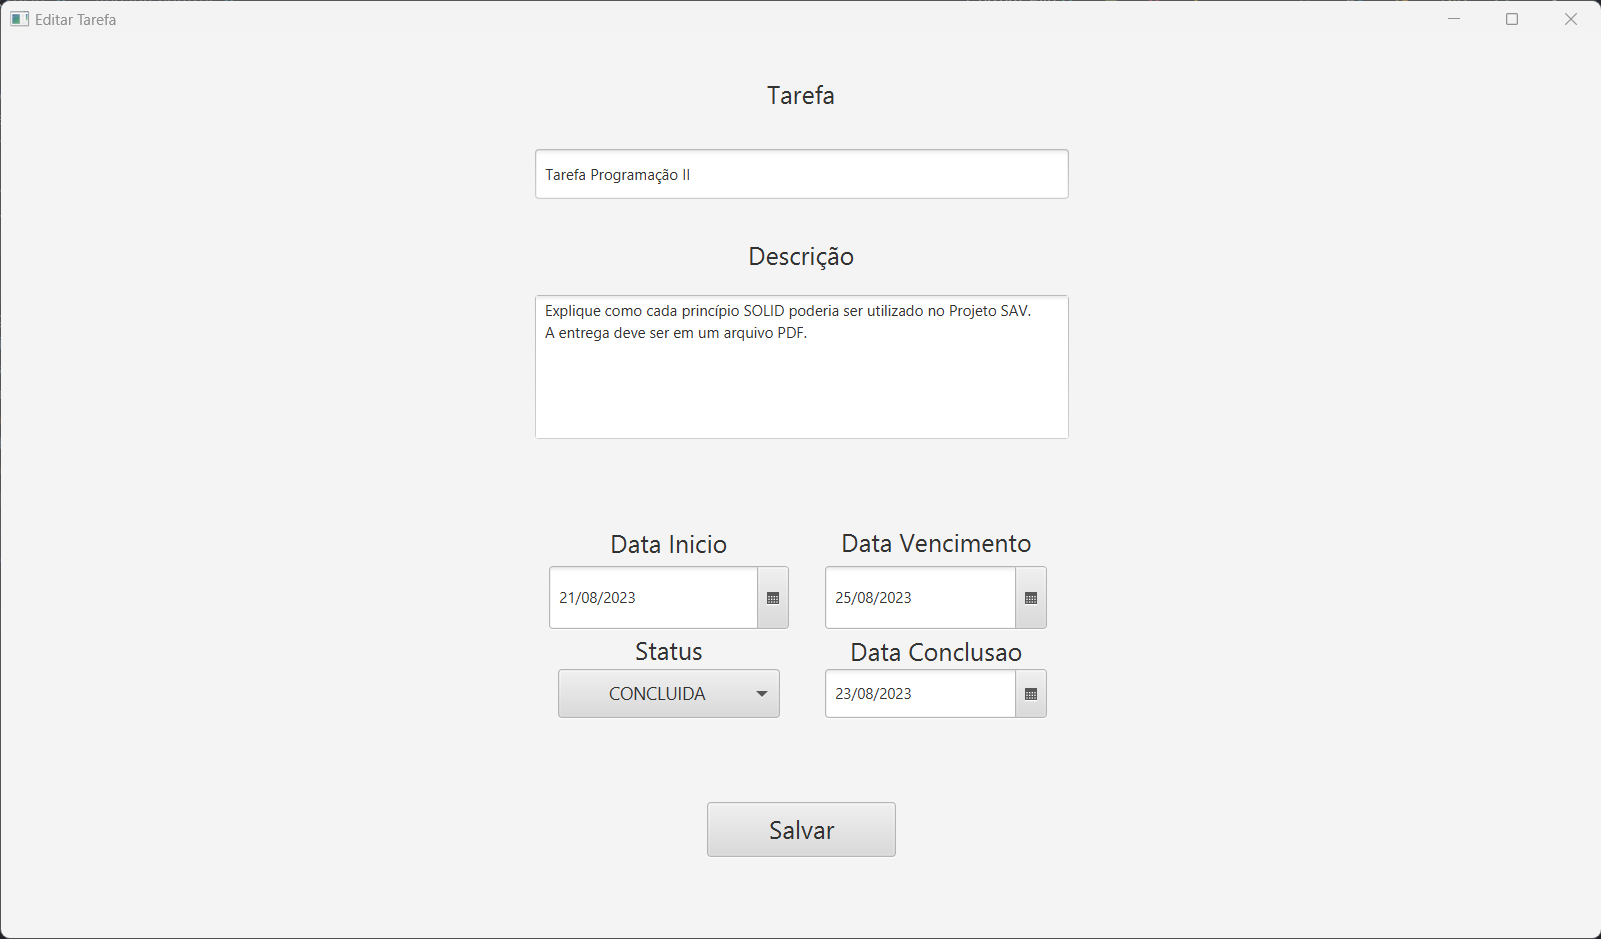 Editar Tarefa
Tarefa
Tarefa Programação II
Descrição
Explique como cada princípio SOLID poderia ser utilizado no Projeto SAV.
A entrega deve ser em um arquivo PDF.
Data Inicio
Data Vencimento
21/08/2023
25/08/2023
Status
Data Conclusao
CONCLUIDA
23/08/2023
Salvar